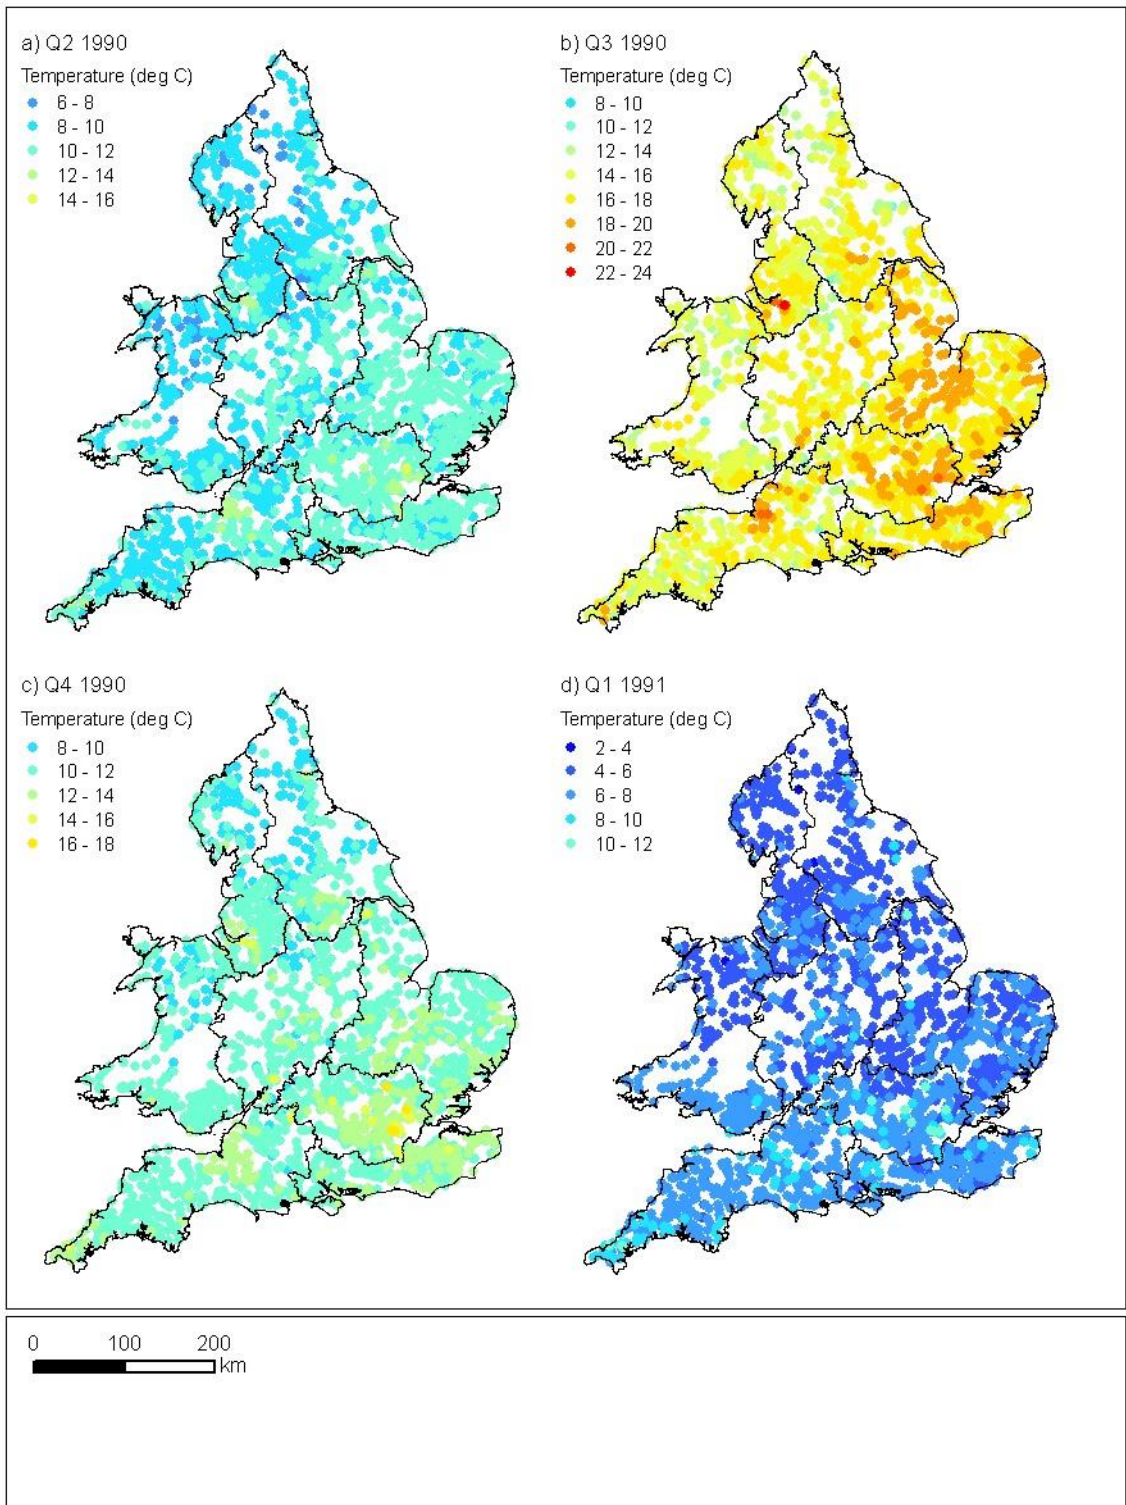 a) Q2 1990
Temperature (deg C)
6 - 8
8 - 10
10 - 12
12 - 14
14 - 16
b) Q3 1990
Temperature (deg C)
8 - 10
10 - 12
12 - 14
14 - 16
16 - 18
18 - 20
20 - 22
22 - 24
c) Q4 1990
Temperature (deg C)
8 - 10
10 - 12
12 - 14
14 - 16
16 - 18
d) Q1 1991
Temperature (deg C)
2 - 4
4 - 6
6 - 8
8 - 10
10 - 12
0 100 200
km